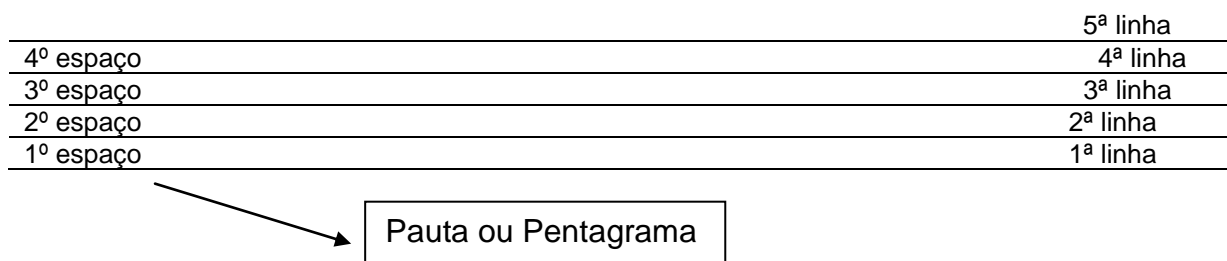 5ª linha
4º espaço 4ª linha
3º espaço 3ª linha
2º espaço 2ª linha
1º espaço 1ª linha
Pauta ou Pentagrama